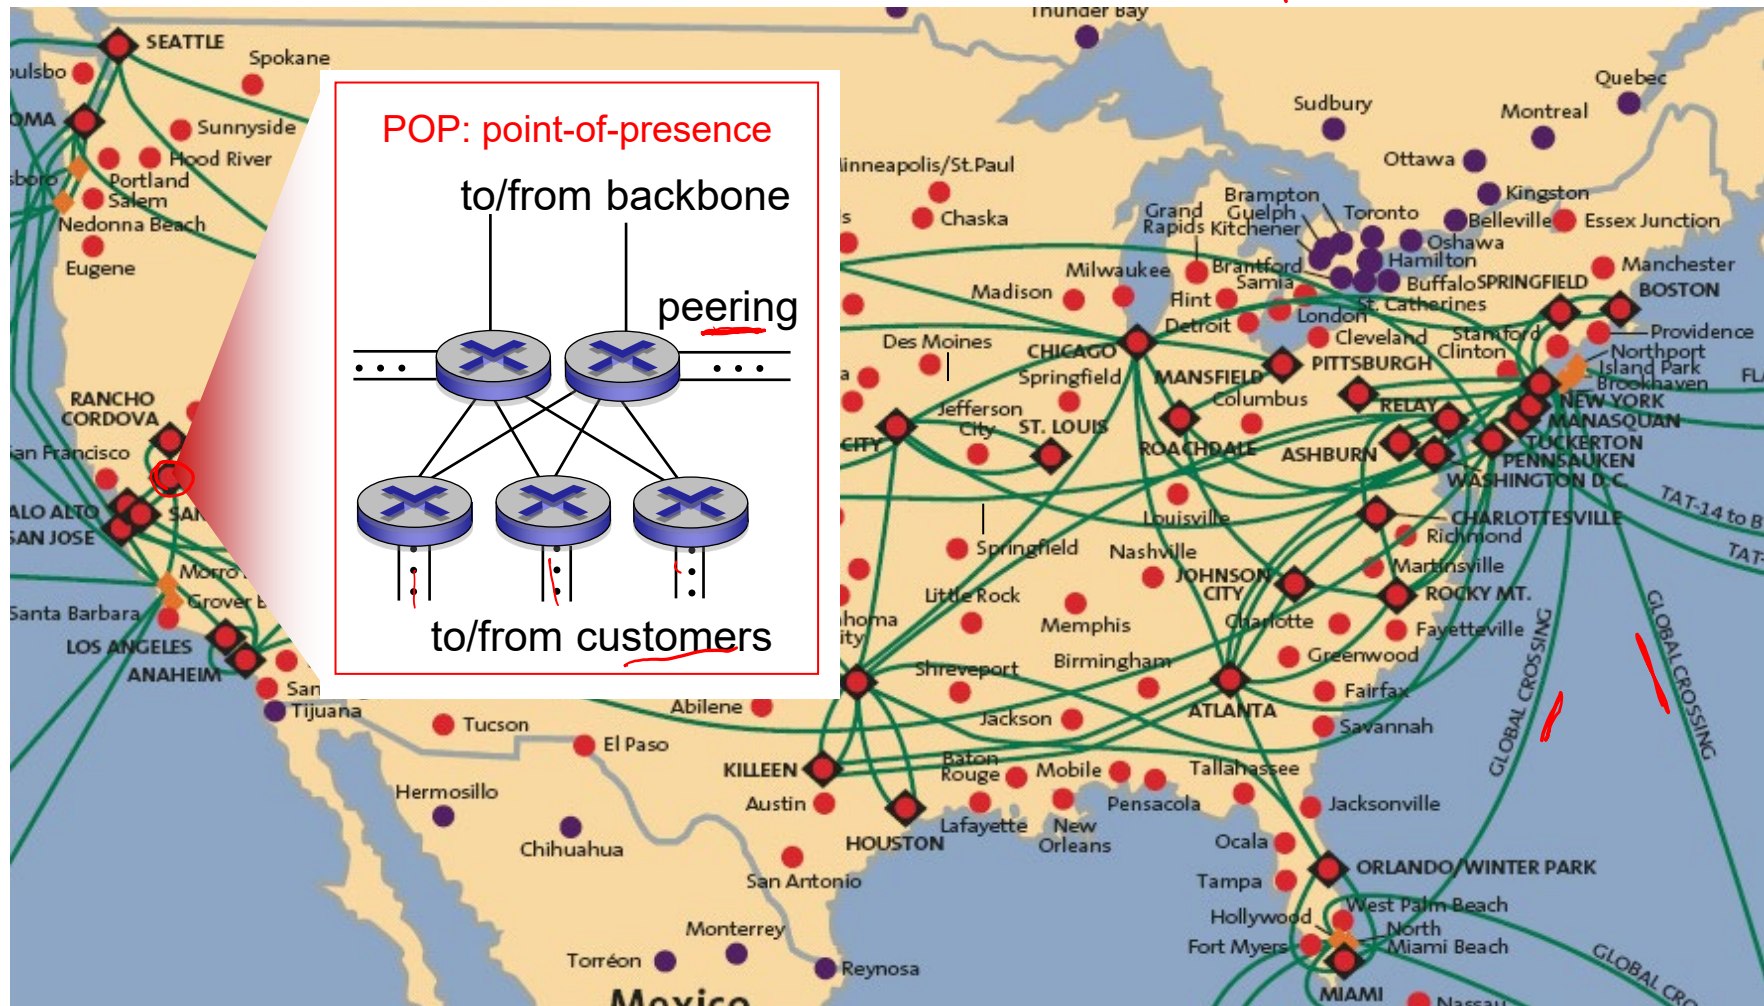 POP: point-of-presence
to/from backbone
peering
to/from customers
SEATTLE
Spokane
Sunnyside
Hood River
Portland
Salem
Nedonna Beach
Eugene
RANCHO
CORDOVA
SAN JOSE
Santa Barbara
LOS ANGELES
ANAHEIM
Tijuana
Tucson
El Paso
Hermosillo
Chihuahua
Monterrey
Torréon
Reynosa
Mexico
Thunder Bay
Chaska
Madison
Milwaukee
Grand
Rapids
Brampton
Guelph
Kitchener
Brantford
Sarnia
Flint
Detroit
London
St. Catherines
Buffalo
Hamilton
Oshawa
Toronto
Belleville
Kingston
Ottawa
Sudbury
Montreal
Quebec
Essex Junction
Manchester
SPRINGFIELD
BOSTON
Providence
Stamford
Clinton
Northport
Island Park
Brookhaven
NEW YORK
MANASQUAN
TUCKERTON
PENNSAUKEN
WASHINGTON D.C.
Cleveland
PITTSBURGH
MANSFIELD
Columbus
RELAY
ASHBURN
ROACHDALE
CHICAGO
Springfield
Des Moines
Jefferson
City
ST. LOUIS
CITY
Louisville
CHARLOTTESVILLE
Richmond
Martinsville
ROCKY MT.
JOHNSON
CITY
Nashville
Springfield
Little Rock
Memphis
Charlotte
Fayetteville
Greenwood
Fairfax
Savannah
ATLANTA
Birmingham
Shreveport
Jackson
Abilene
KILLEEN
Austin
HOUSTON
San Antonio
Baton
Rouge
Lafayette
New
Orleans
Mobile
Pensacola
Tallahassee
Jacksonville
Ocala
ORLANDO/WINTER PARK
Tampa
West Palm Beach
Hollywood
North
Miami Beach
Fort Myers
MIAMI
Nassau
GLOBAL CROSSING
GLOBAL CROSSING
TAT-14 to